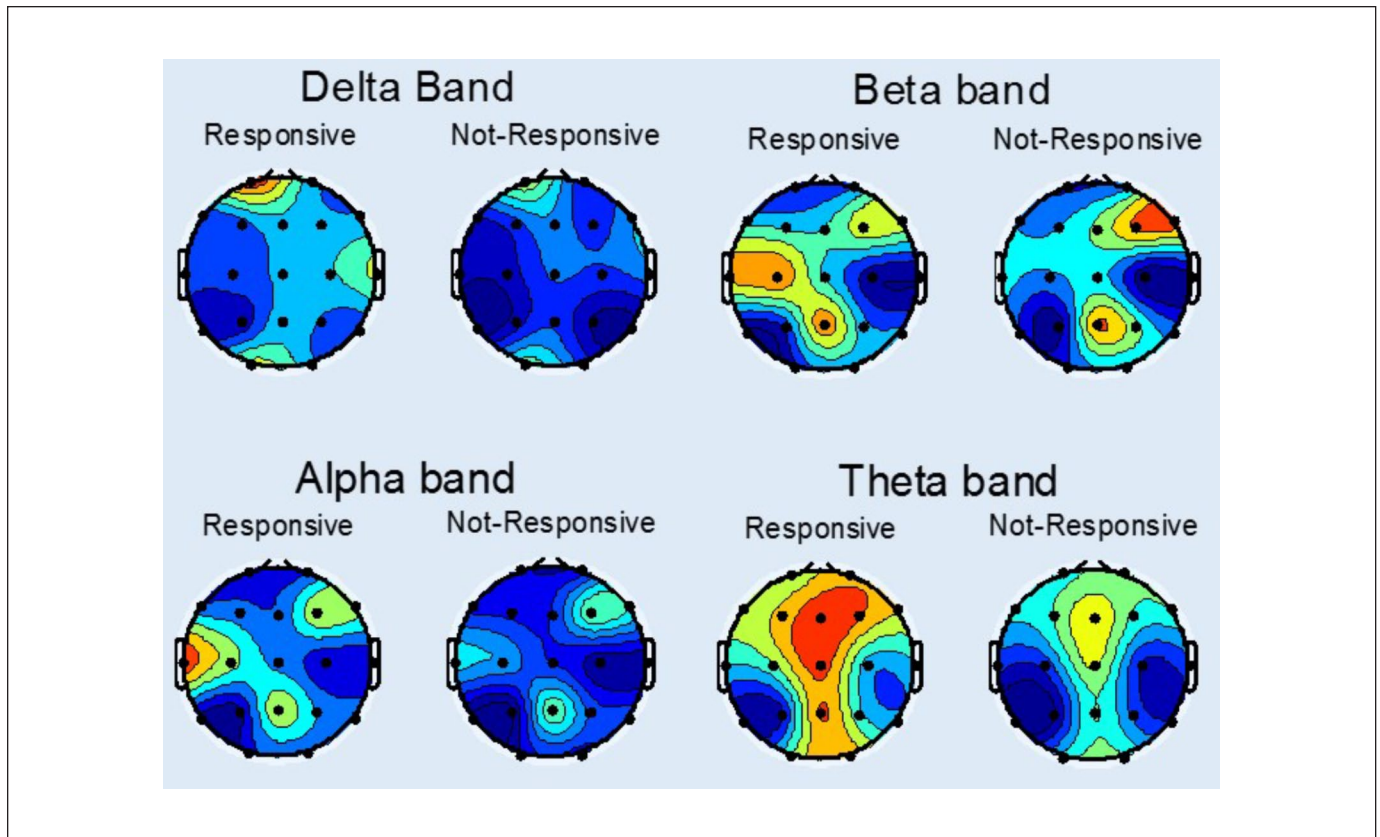 Delta Band
Responsive Not-Responsive
Beta band
Responsive Not-Responsive
Alpha band
Responsive Not-Responsive
Theta band
Responsive Not-Responsive